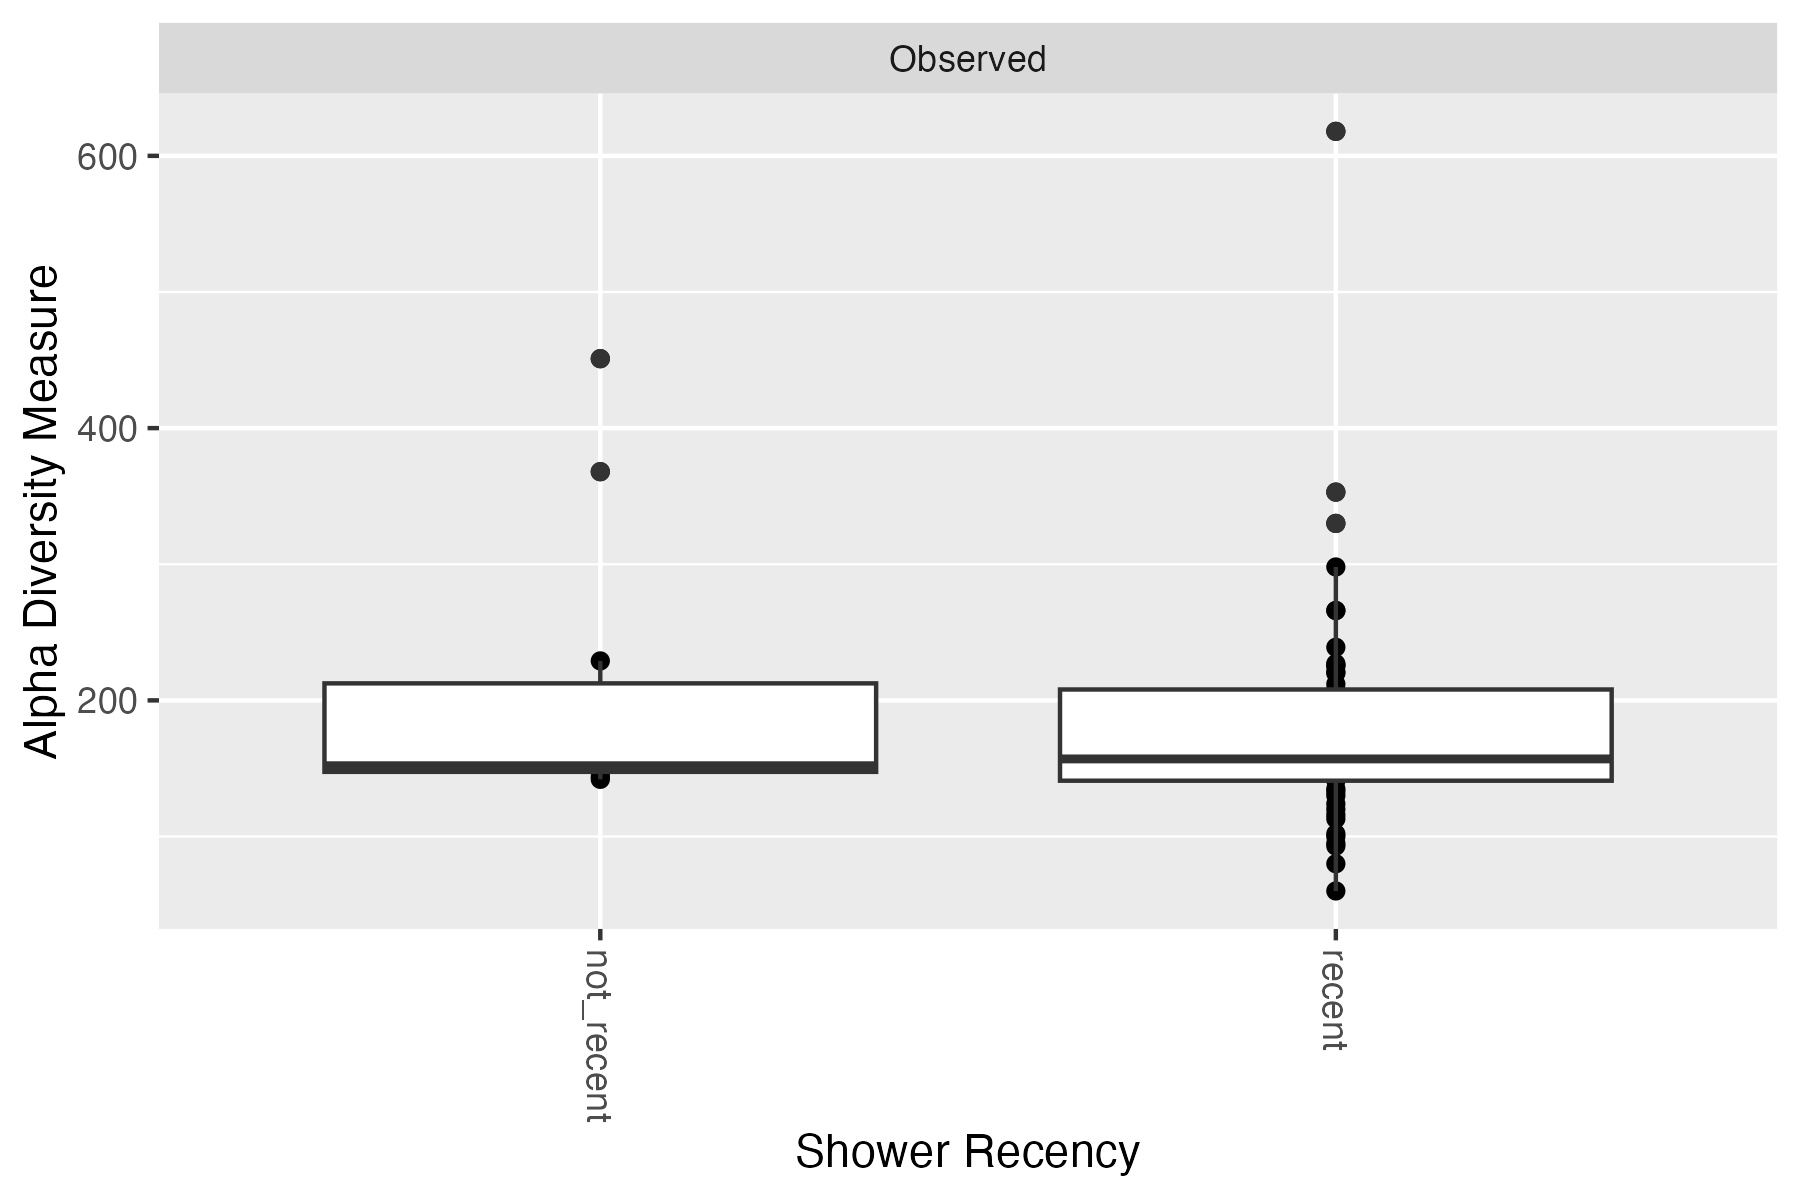 Observed
Alpha Diversity Measure
600
400
200
not_recent
recent
Shower Recency